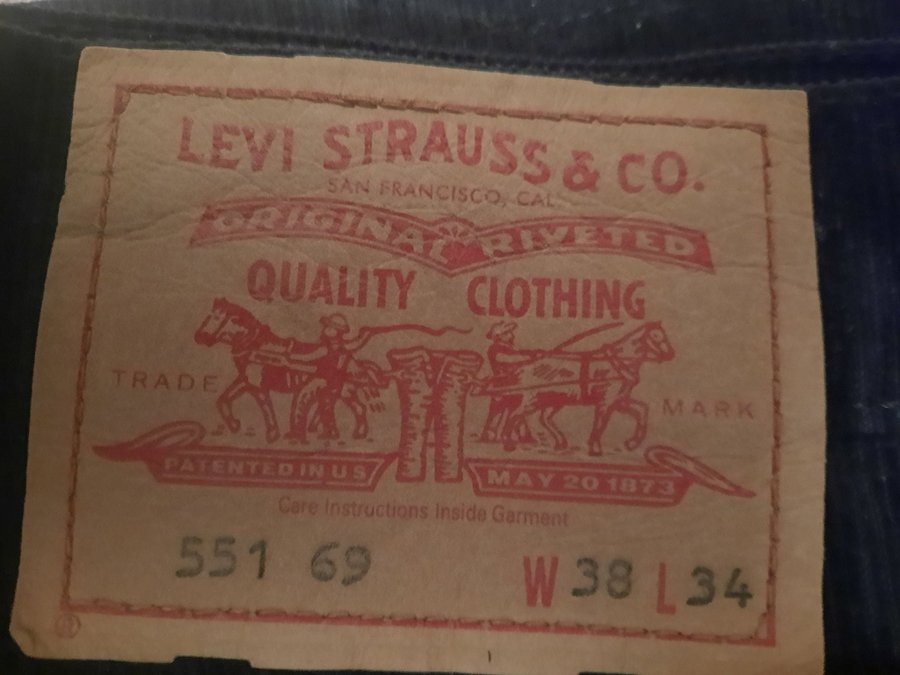 LEVI STRAUSS & CO.
SAN FRANCISCO, CAL
ORIGINAL RIVETED
QUALITY CLOTHING
TRADE MARK
PATENTED IN U S MAY 20 1873
Care Instructions Inside Garment
551 69 W 38 L 34